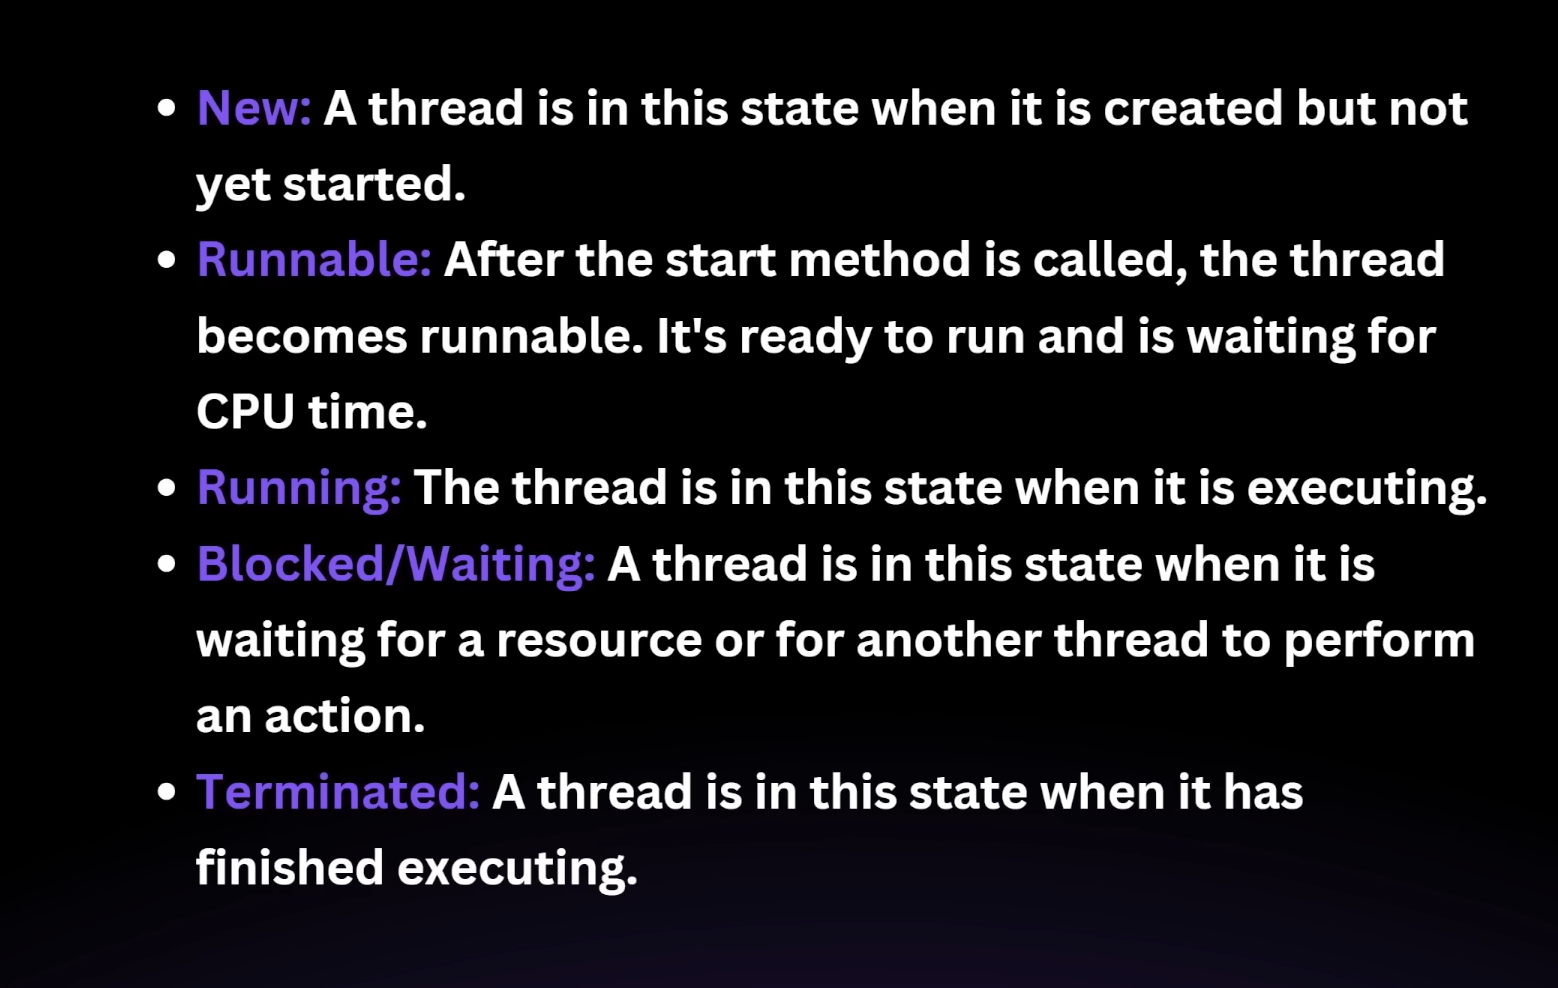 • New: A thread is in this state when it is created but not
yet started.
• Runnable: After the start method is called, the thread
becomes runnable. It's ready to run and is waiting for
CPU time.
• Running: The thread is in this state when it is executing.
• Blocked/Waiting: A thread is in this state when it is
waiting for a resource or for another thread to perform
an action.
• Terminated: A thread is in this state when it has
finished executing.